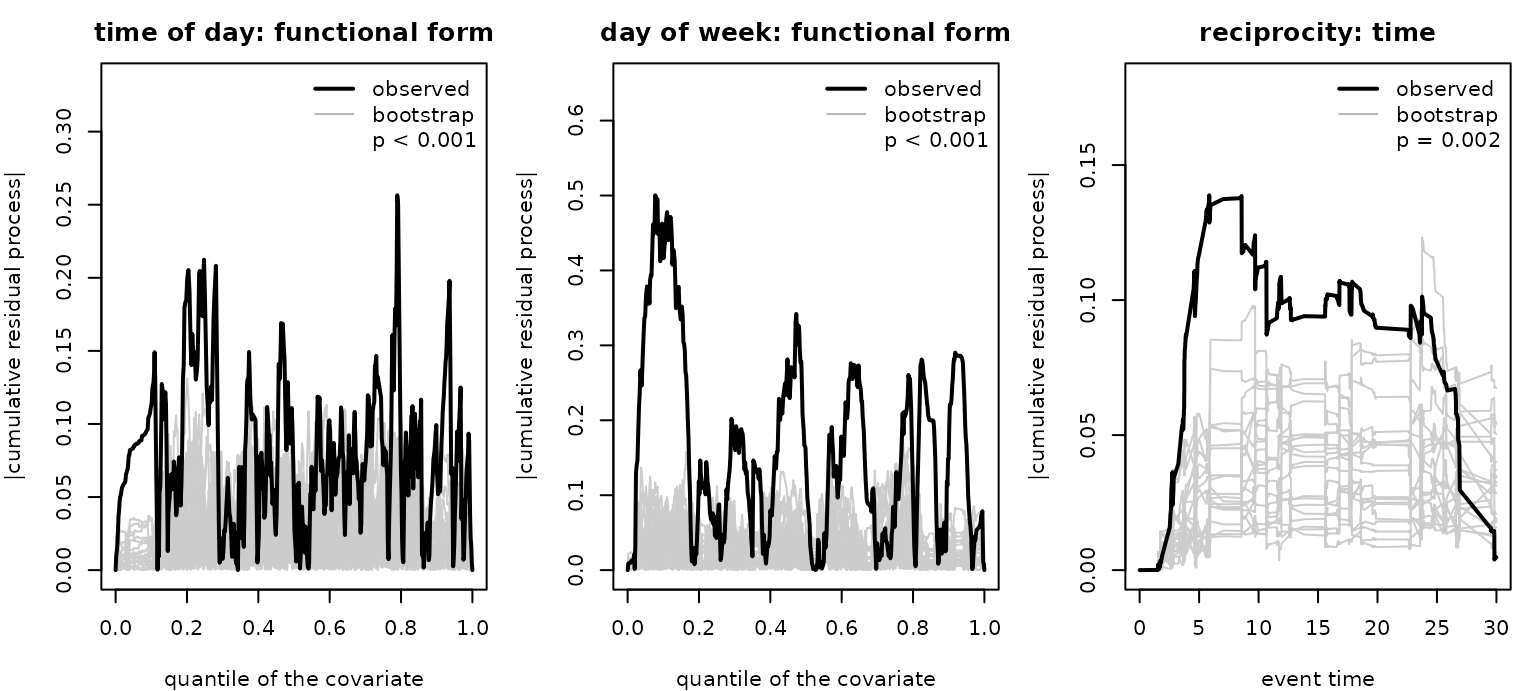 time of day: functional form
observed
bootstrap
p < 0.001
|cumulative residual process|
0.00 0.05 0.10 0.15 0.20 0.25 0.30
0.0 0.2 0.4 0.6 0.8 1.0
quantile of the covariate
day of week: functional form
observed
bootstrap
p < 0.001
|cumulative residual process|
0.0 0.1 0.2 0.3 0.4 0.5 0.6
0.0 0.2 0.4 0.6 0.8 1.0
quantile of the covariate
reciprocity: time
observed
bootstrap
p = 0.002
|cumulative residual process|
0.00 0.05 0.10 0.15
0 5 10 15 20 25 30
event time